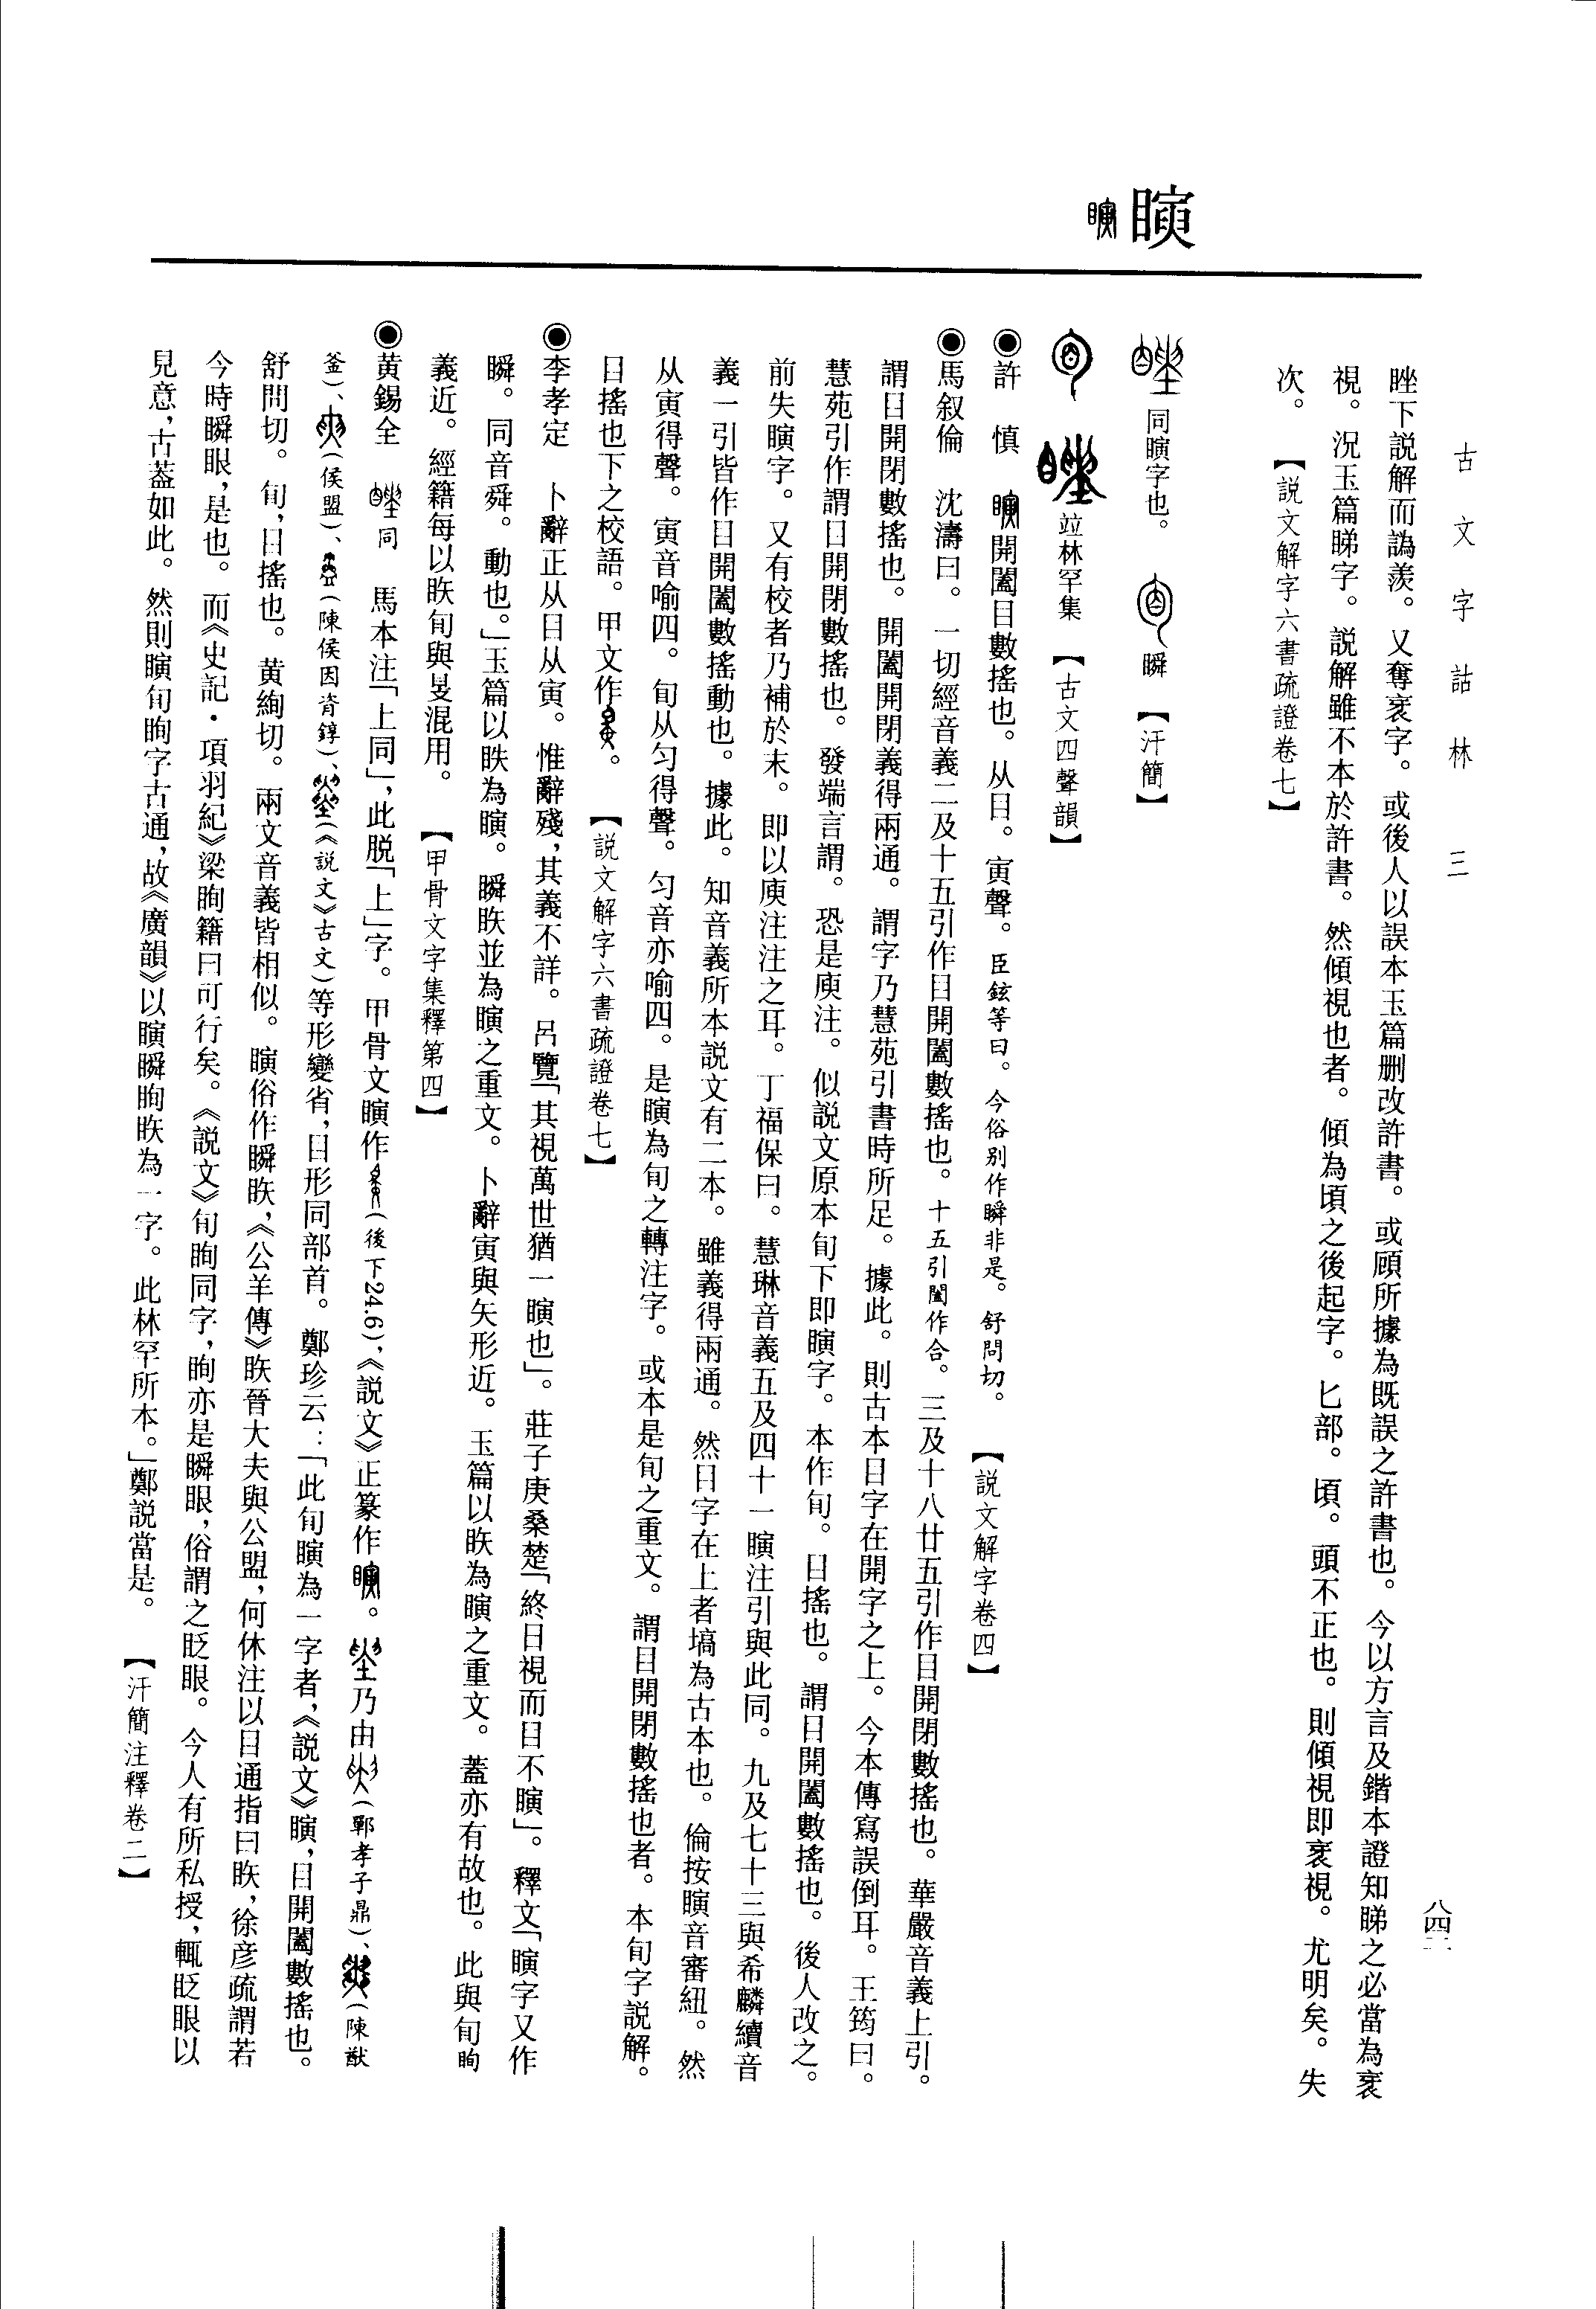 古文字詁林 三
八四二
睉下説解而譌羨。又奪衺字。或後人以誤本玉篇删改許書。或顧所據為既誤之許書也。今以方言及鍇本證知睇之必當為衺
視。況玉篇睇字。説解雖不本於許書。然傾視也者。傾為頃之後起字。匕部。頃。頭不正也。則傾視即衺視。尤明矣。失
次。【説文解字六書疏證卷七】
瞚
同瞚字也。 瞬 【汗簡】
竝林罕集 【古文四聲韻】
◉許 慎 開闔目數搖也。从目。寅聲。臣鉉等曰。今俗别作瞬非是。舒問切。 【説文解字卷四】
◉馬叙倫 沈濤曰。一切經音義二及十五引作目開闔數搖也。十五引闔作合。三及十八廿五引作目開閉數搖也。華嚴音義上引。
謂目開閉數搖也。開闔開閉義得兩通。謂字乃慧苑引書時所足。據此。則古本目字在開字之上。今本傳寫誤倒耳。王筠曰。
慧苑引作謂目開閉數搖也。發端言謂。恐是庾注。似説文原本旬下即瞚字。本作旬。目搖也。謂目開闔數搖也。後人改之。
前失瞚字。又有校者乃補於末。即以庾注注之耳。丁福保曰。慧琳音義五及四十一瞚注引與此同。九及七十三與希麟續音
義一引皆作目開闔數搖動也。據此。知音義所本説文有二本。雖義得兩通。然目字在上者塙為古本也。倫按瞚音審紐。然
从寅得聲。寅音喻四。旬从勻得聲。勻音亦喻四。是瞚為旬之轉注字。或本是旬之重文。謂目開閉數搖也者。本旬字説解。
目搖也下之校語。甲文作。 【説文解字六書疏證卷七】
◉李孝定 卜辭正从目从寅。惟辭殘，其義不詳。呂覽「其視萬世猶一瞚也」。莊子庚桑楚「終日視而目不瞚」。釋文「瞚字又作
瞬。同音舜。動也。」玉篇以眣為瞚。瞬眣並為瞚之重文。卜辭寅與矢形近。玉篇以眣為瞚之重文。蓋亦有故也。此與旬眴
義近。經籍每以眣旬與旻混用。 【甲骨文字集釋第四】
◉黄錫全 同 馬本注「上同」，此脱「上」字。甲骨文瞚作（後下24.6），《説文》正篆作。乃由（鄲孝子鼎）、（陳猷
釜）、（侯盟）、（陳侯因𬁼錞）、（《説文》古文）等形變省，目形同部首。鄭珍云：「此旬瞚為一字者，《説文》瞚，目開闔數搖也。
舒問切。旬，目搖也。黄絢切。兩文音義皆相似。瞚俗作瞬眣，《公羊傳》眣晉大夫與公盟，何休注以目通指曰眣，徐彦疏謂若
今時瞬眼，是也。而《史記·項羽紀》梁眴籍曰可行矣。《説文》旬眴同字，眴亦是瞬眼，俗謂之眨眼。今人有所私授，輒眨眼以
見意，古葢如此。然則瞚旬眴字古通，故《廣韻》以瞚瞬眴眣為一字。此林罕所本。」鄭説當是。 【汗簡注釋卷二】